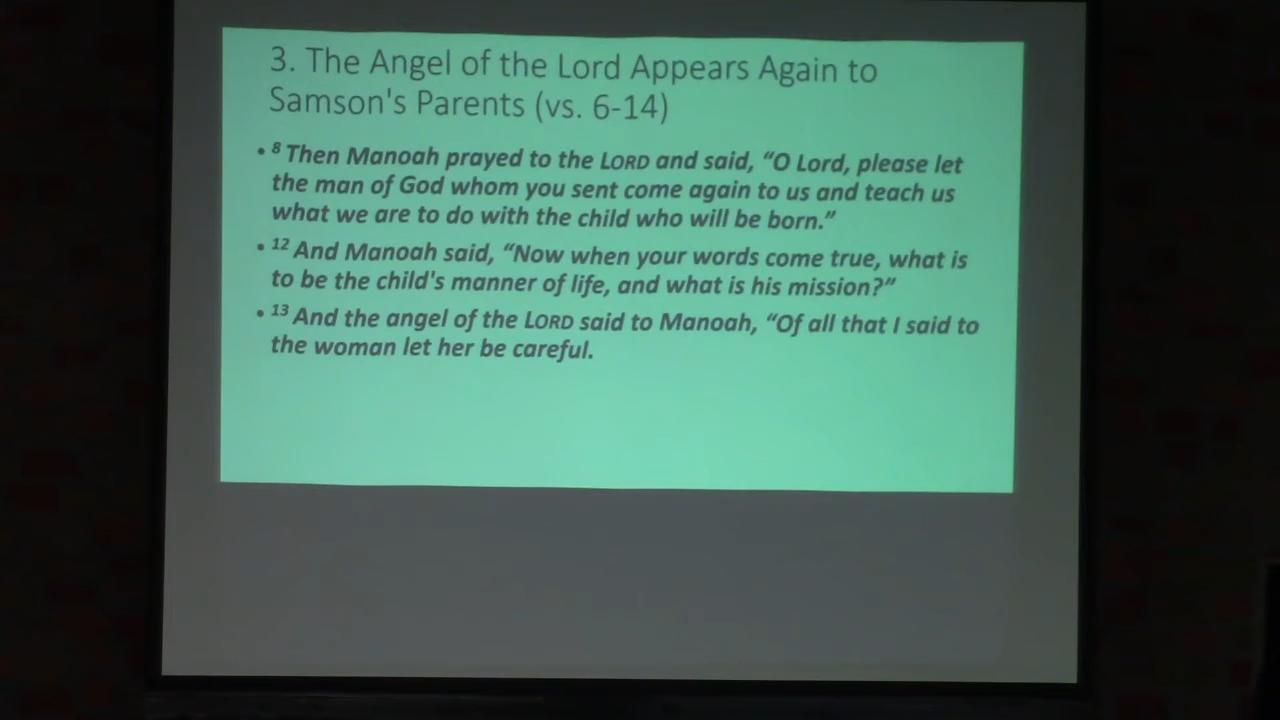 3. The Angel of the Lord Appears Again to
Samson's Parents (vs. 6-14)
• 8 Then Manoah prayed to the LORD and said, “O Lord, please let
the man of God whom you sent come again to us and teach us
what we are to do with the child who will be born.”
• 12 And Manoah said, “Now when your words come true, what is
to be the child's manner of life, and what is his mission?”
• 13 And the angel of the LORD said to Manoah, “Of all that I said to
the woman let her be careful.